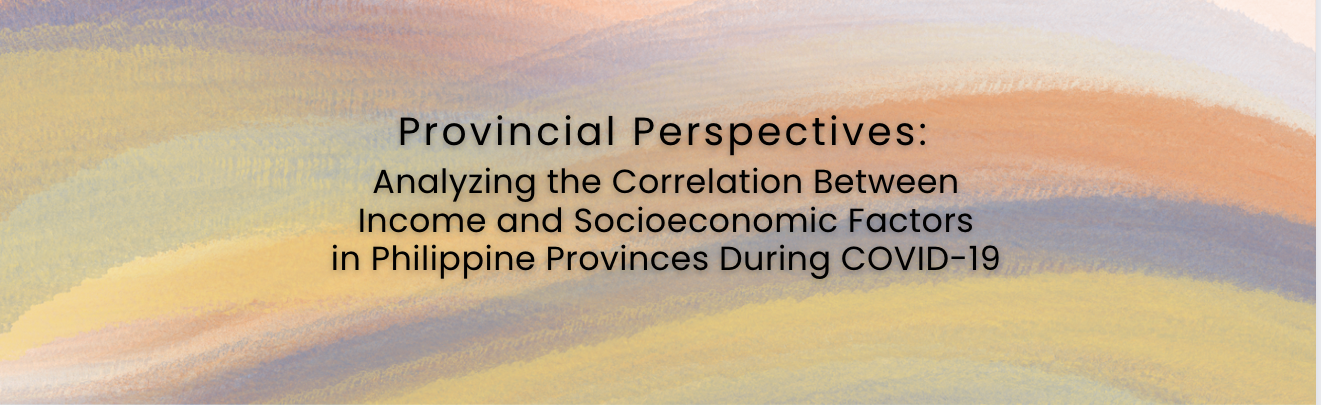 Provincial Perspectives:
Analyzing the Correlation Between
Income and Socioeconomic Factors
in Philippine Provinces During COVID-19